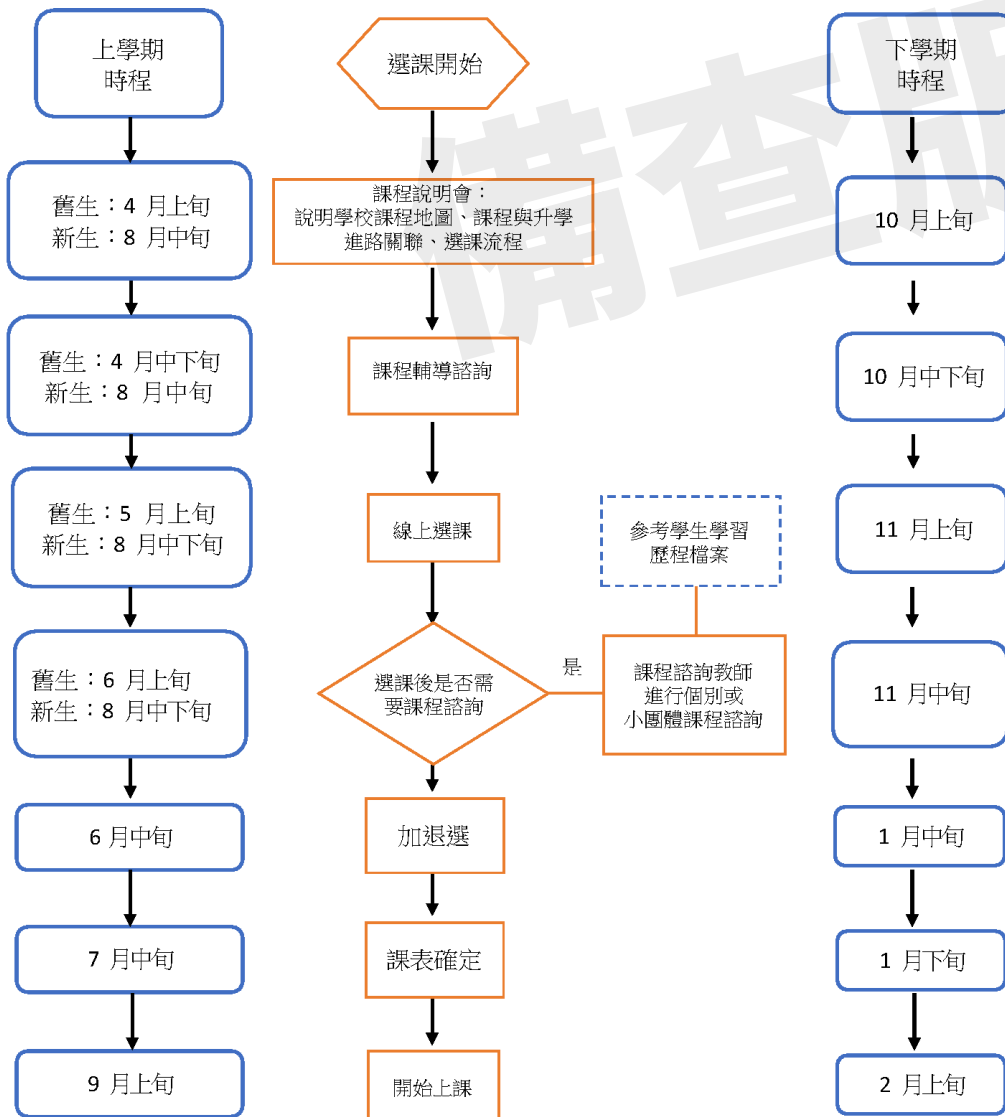 上學期
時程
選課開始
下學期
時程
備查版
舊生：4 月上旬
新生：8 月中旬
課程說明會：
說明學校課程地圖、課程與升學
進路關聯、選課流程
10 月上旬
舊生：4 月中下旬
新生：8 月中旬
課程輔導諮詢
10 月中下旬
舊生：5 月上旬
新生：8 月中下旬
線上選課
參考學生學習
歷程檔案
11 月上旬
舊生：6 月上旬
新生：8 月中下旬
選課後是否需
要課程諮詢
是
課程諮詢教師
進行個別或
小團體課程諮詢
11 月中旬
6 月中旬
加退選
1 月中旬
7 月中旬
課表確定
1 月下旬
9 月上旬
開始上課
2 月上旬